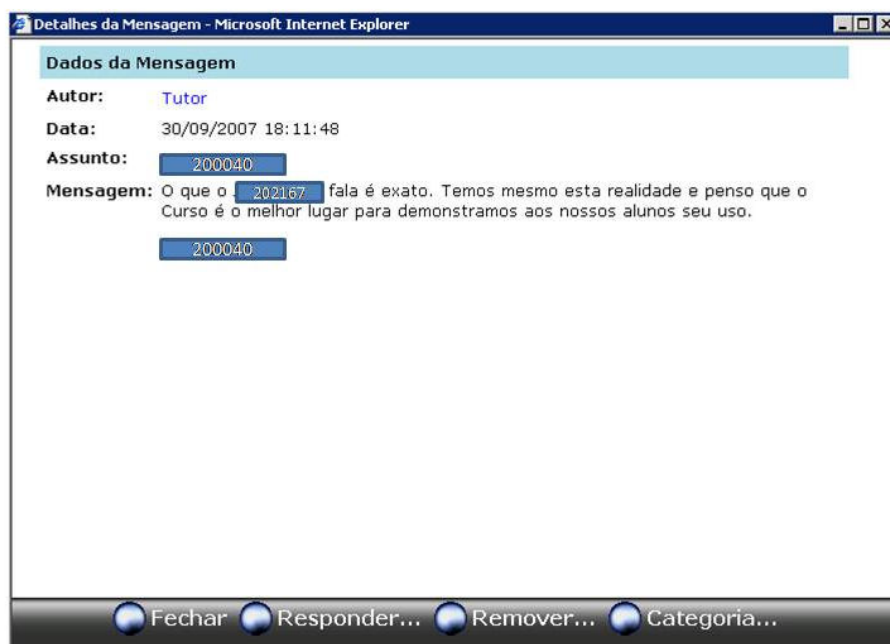 Detalhes da Mensagem - Microsoft Internet Explorer
Dados da Mensagem
Autor: Tutor
Data: 30/09/2007 18:11:48
Assunto: 200040
Mensagem: O que o 202167 fala é exato. Temos mesmo esta realidade e penso que o
Curso é o melhor lugar para demonstramos aos nossos alunos seu uso.
200040
Fechar Responder... Remover... Categoria...